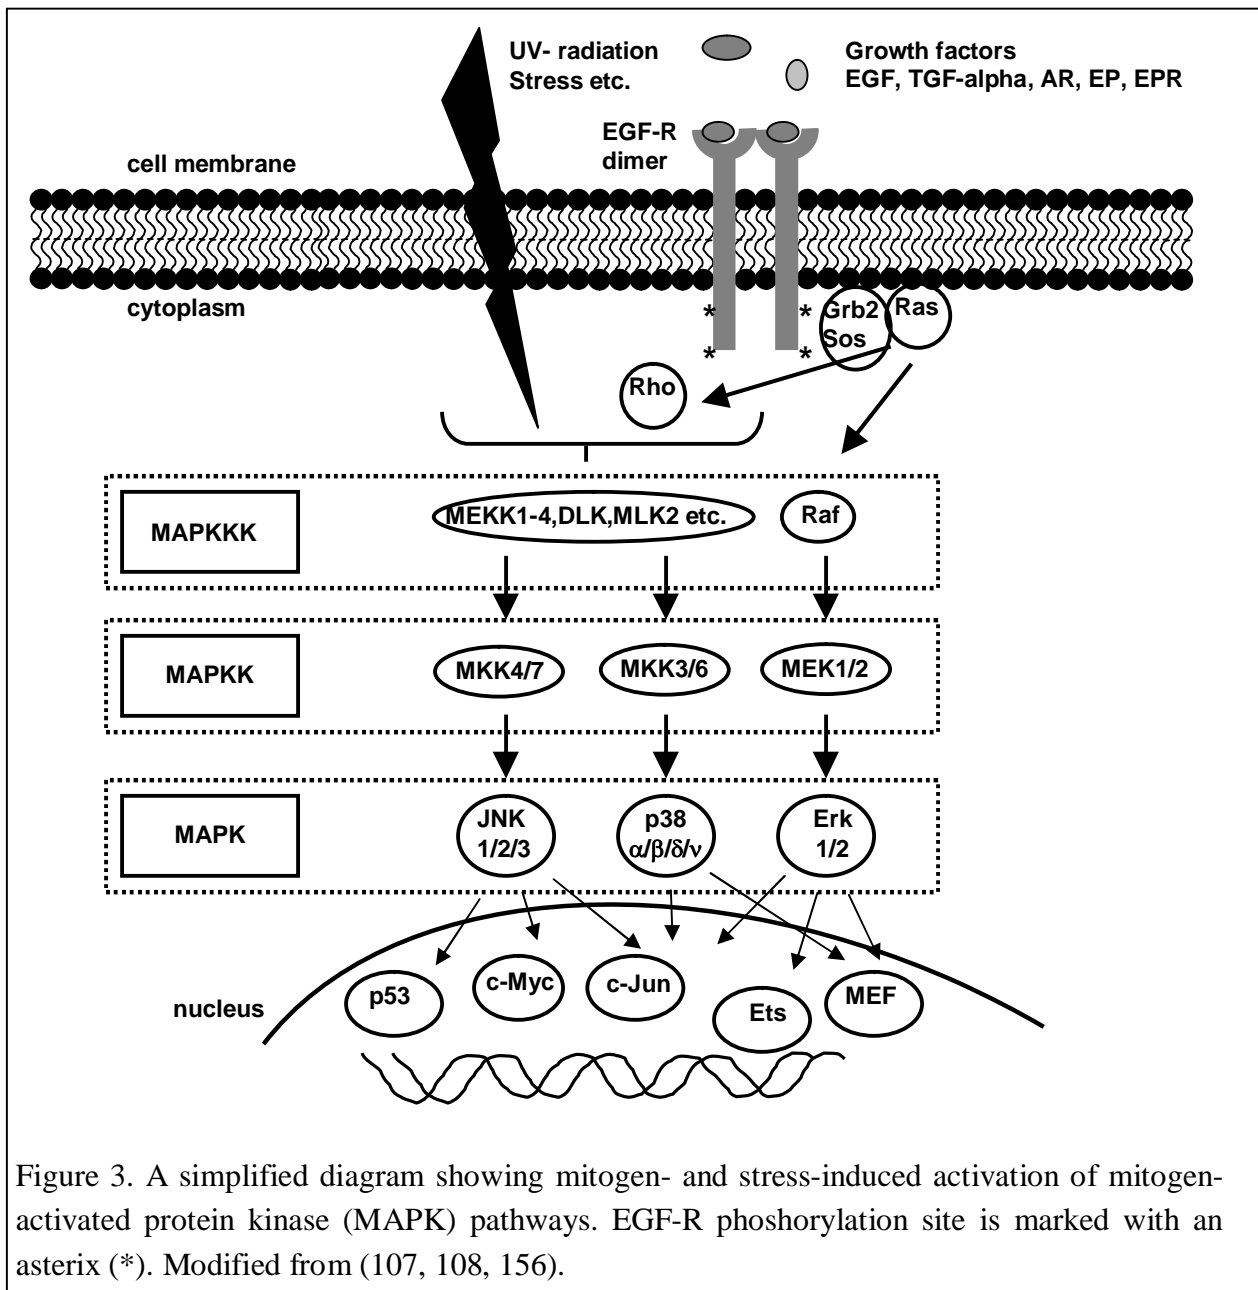 UV- radiation
Stress etc.
Growth factors
EGF, TGF-alpha, AR, EP, EPR
EGF-R
dimer
cell membrane
cytoplasm
*
*
*
*
Grb2
Sos
Ras
Rho
MAPKKK
MEKK1-4,DLK,MLK2 etc.
Raf
MAPKK
MKK4/7
MKK3/6
MEK1/2
MAPK
JNK
1/2/3
p38
α/β/δ/ν
Erk
1/2
nucleus
p53
c-Myc
c-Jun
Ets
MEF
Figure 3. A simplified diagram showing mitogen- and stress-induced activation of mitogen-
activated protein kinase (MAPK) pathways. EGF-R phoshorylation site is marked with an
asterix (*). Modified from (107, 108, 156).